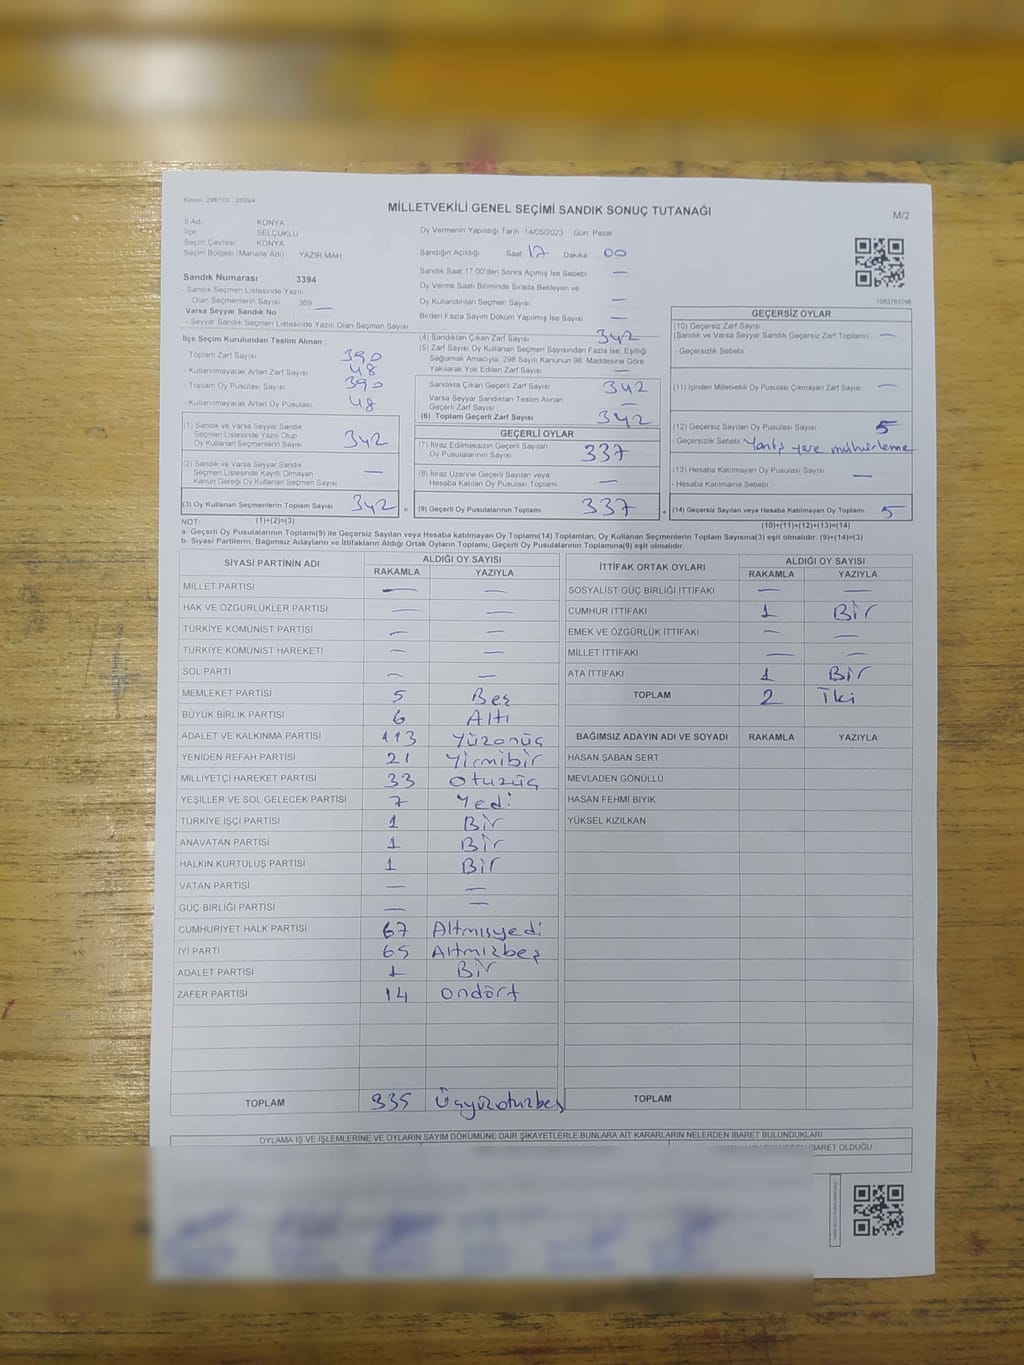 Kanun: 298/105 2839/4
MİLLETVEKİLİ GENEL SEÇİMİ SANDIK SONUÇ TUTANAĞI
M/2
İl Adı KONYA
İlçe SELÇUKLU
Seçim Çevresi KONYA
Seçim Bölgesi (Mahalle Adı) YAZIR MAH
Oy Vermenin Yapıldığı Tarih 14/05/2023 Gün: Pazar
Sandığın Açıldığı Saat 17 Dakika 00
Sandık Saat 17:00'den Sonra Açımış İse Sebebi —
Oy Verme Saati Bitiminde Sırada Bekleyen ve
Oy Kullandırılan Seçmen Sayısı —
Birden Fazla Sayım Döküm Yapılmış İse Sayısı —
Sandık Numarası :3394
- Sandık Seçmen Listesinde Yazılı
Olan Seçmenlerin Sayısı 369
Varsa Seyyar Sandık No —
- Seyyar Sandık Seçmen Listesinde Yazılı Olan Seçmen Sayısı
İlçe Seçim Kurulundan Teslim Alınan :
- Toplam Zarf Sayısı 390
- Kullanılmayarak Artan Zarf Sayısı 48
- Toplam Oy Pusulası Sayısı 390
- Kullanılmayarak Artan Oy Pusulası 48
(1) Sandık ve Varsa Seyyar Sandık
Seçmen Listesinde Yazılı Olup
Oy Kullanan Seçmenlerin Sayısı 342
(2) Sandık ve Varsa Seyyar Sandık
Seçmen Listesinde Kayıtlı Olmayan
Kanun Gereği Oy Kullanan Seçmen Sayısı —
(3) Oy Kullanan Seçmenlerin Toplam Sayısı 342 =
(1)+(2)=(3)
(4) Sandıktan Çıkan Zarf Sayısı 342
(5) Zarf Sayısı Oy Kullanan Seçmen Sayısından Fazla İse; Eşitliği
Sağlamak Amacıyla, 298 Sayılı Kanunun 98. Maddesine Göre
Yakılarak Yok Edilen Zarf Sayısı —
Sandıkta Çıkan Geçerli Zarf Sayısı 342
Varsa Seyyar Sandıktan Teslim Alınan
Geçerli Zarf Sayısı —
(6) Toplam Geçerli Zarf Sayısı 342
GEÇERLİ OYLAR
(7) İtiraz Edilmeksizin Geçerli Sayılan
Oy Pusulalarının Sayısı 337
(8) İtiraz Üzerine Geçerli Sayılan veya
Hesaba Katılan Oy Pusulası Toplamı —
(9) Geçerli Oy Pusulalarının Toplamı 337 +
1083793796
GEÇERSİZ OYLAR
(10) Geçersiz Zarf Sayısı
(Sandık ve Varsa Seyyar Sandık Geçersiz Zarf Toplamı) —
- Geçersizlik Sebebi
(11) İçinden Milletvekili Oy Pusulası Çıkmayan Zarf Sayısı —
(12) Geçersiz Sayılan Oy Pusulası Sayısı 5
- Geçersizlik Sebebi Yanlış yere mühürleme
(13) Hesaba Katılmayan Oy Pusulası Sayısı —
- Hesaba Katılmama Sebebi
(14) Geçersiz Sayılan veya Hesaba Katılmayan Oy Toplamı 5
(10)+(11)+(12)+(13)=(14)
NOT:
a- Geçerli Oy Pusulalarının Toplamı(9) ile Geçersiz Sayılan veya Hesaba katılmayan Oy Toplamı(14) Toplamları, Oy Kullanan Seçmenlerin Toplam Sayısına(3) eşit olmalıdır. (9)+(14)=(3)
b- Siyasi Partilerin, Bağımsız Adayların ve İttifakların Aldığı Ortak Oyların Toplamı, Geçerli Oy Pusulalarının Toplamına(9) eşit olmalıdır.
SİYASİ PARTİNİN ADI ALDIĞI OY SAYISI
RAKAMLA YAZIYLA
MİLLET PARTİSİ — —
HAK VE ÖZGÜRLÜKLER PARTİSİ — —
TÜRKİYE KOMÜNİST PARTİSİ — —
TÜRKİYE KOMÜNİST HAREKETİ — —
SOL PARTİ — —
MEMLEKET PARTİSİ 5 Beş
BÜYÜK BİRLİK PARTİSİ 6 Altı
ADALET VE KALKINMA PARTİSİ 113 Yüzonüç
YENİDEN REFAH PARTİSİ 21 Yirmibir
MİLLİYETÇİ HAREKET PARTİSİ 33 Otuzüç
YEŞİLLER VE SOL GELECEK PARTİSİ 7 Yedi
TÜRKİYE İŞÇİ PARTİSİ 1 Bir
ANAVATAN PARTİSİ 1 Bir
HALKIN KURTULUŞ PARTİSİ 1 Bir
VATAN PARTİSİ — —
GÜÇ BİRLİĞİ PARTİSİ — —
CUMHURİYET HALK PARTİSİ 67 Altmışyedi
İYİ PARTİ 65 Altmışbeş
ADALET PARTİSİ 1 Bir
ZAFER PARTİSİ 14 Ondört
TOPLAM 335 Üçyüzotuzbeş
İTTİFAK ORTAK OYLARI ALDIĞI OY SAYISI
RAKAMLA YAZIYLA
SOSYALİST GÜÇ BİRLİĞİ İTTİFAKI — —
CUMHUR İTTİFAKI 1 Bir
EMEK VE ÖZGÜRLÜK İTTİFAKI — —
MİLLET İTTİFAKI — —
ATA İTTİFAKI 1 Bir
TOPLAM 2 İki
BAĞIMSIZ ADAYIN ADI VE SOYADI RAKAMLA YAZIYLA
HASAN ŞABAN SERT
MEVLADEN GÖNÜLLÜ
HASAN FEHMİ BIYIK
YÜKSEL KIZILKAN
TOPLAM
OYLAMA İŞ VE İŞLEMLERİNE VE OYLARIN SAYIM DÖKÜMÜNE DAİR ŞİKAYETLERLE BUNLARA AİT KARARLARIN NELERDEN İBARET BULUNDUKLARI
İBARET OLDUĞU